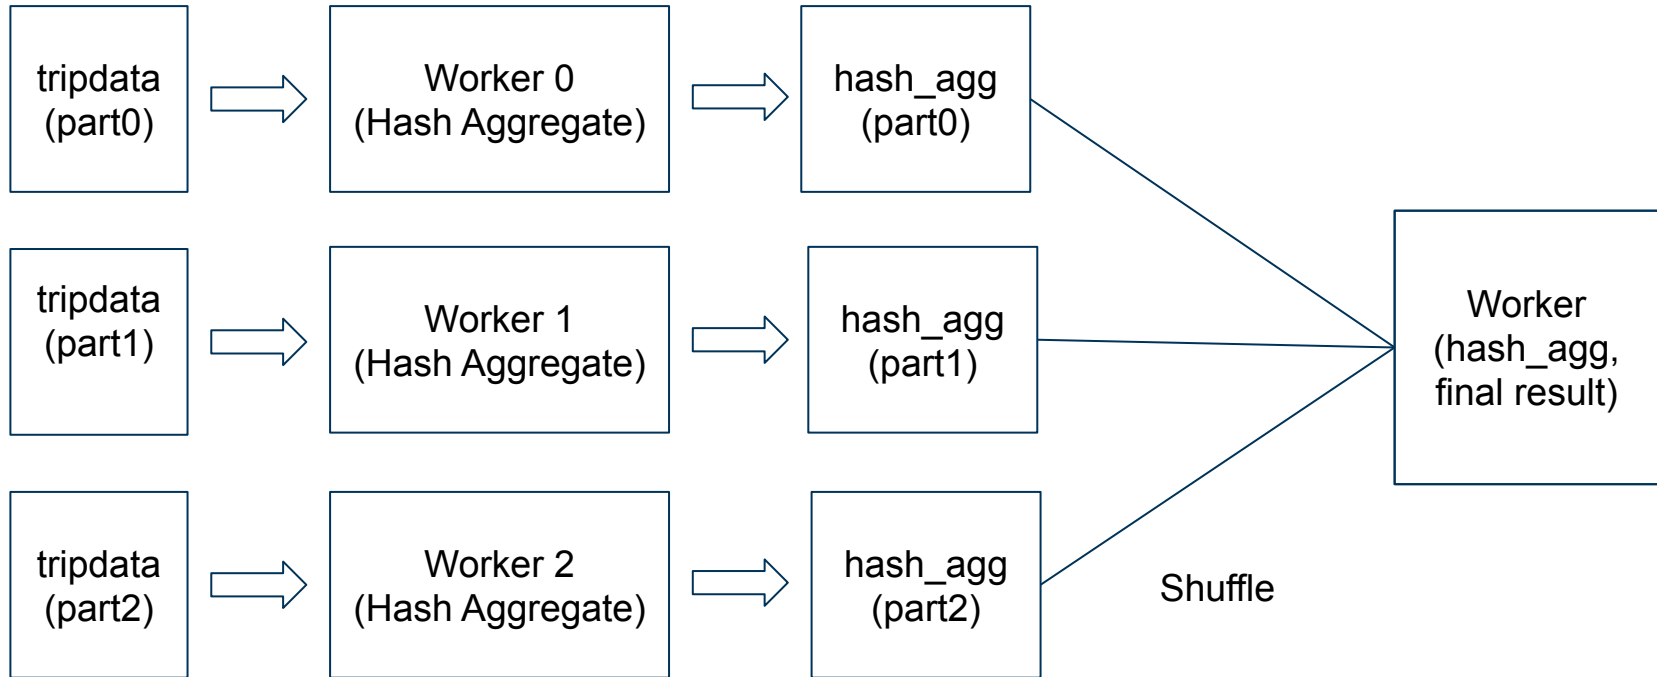 tripdata
(part0)
Worker 0
(Hash Aggregate)
hash_agg
(part0)
tripdata
(part1)
Worker 1
(Hash Aggregate)
hash_agg
(part1)
Worker
(hash_agg,
final result)
tripdata
(part2)
Worker 2
(Hash Aggregate)
hash_agg
(part2)
Shuffle